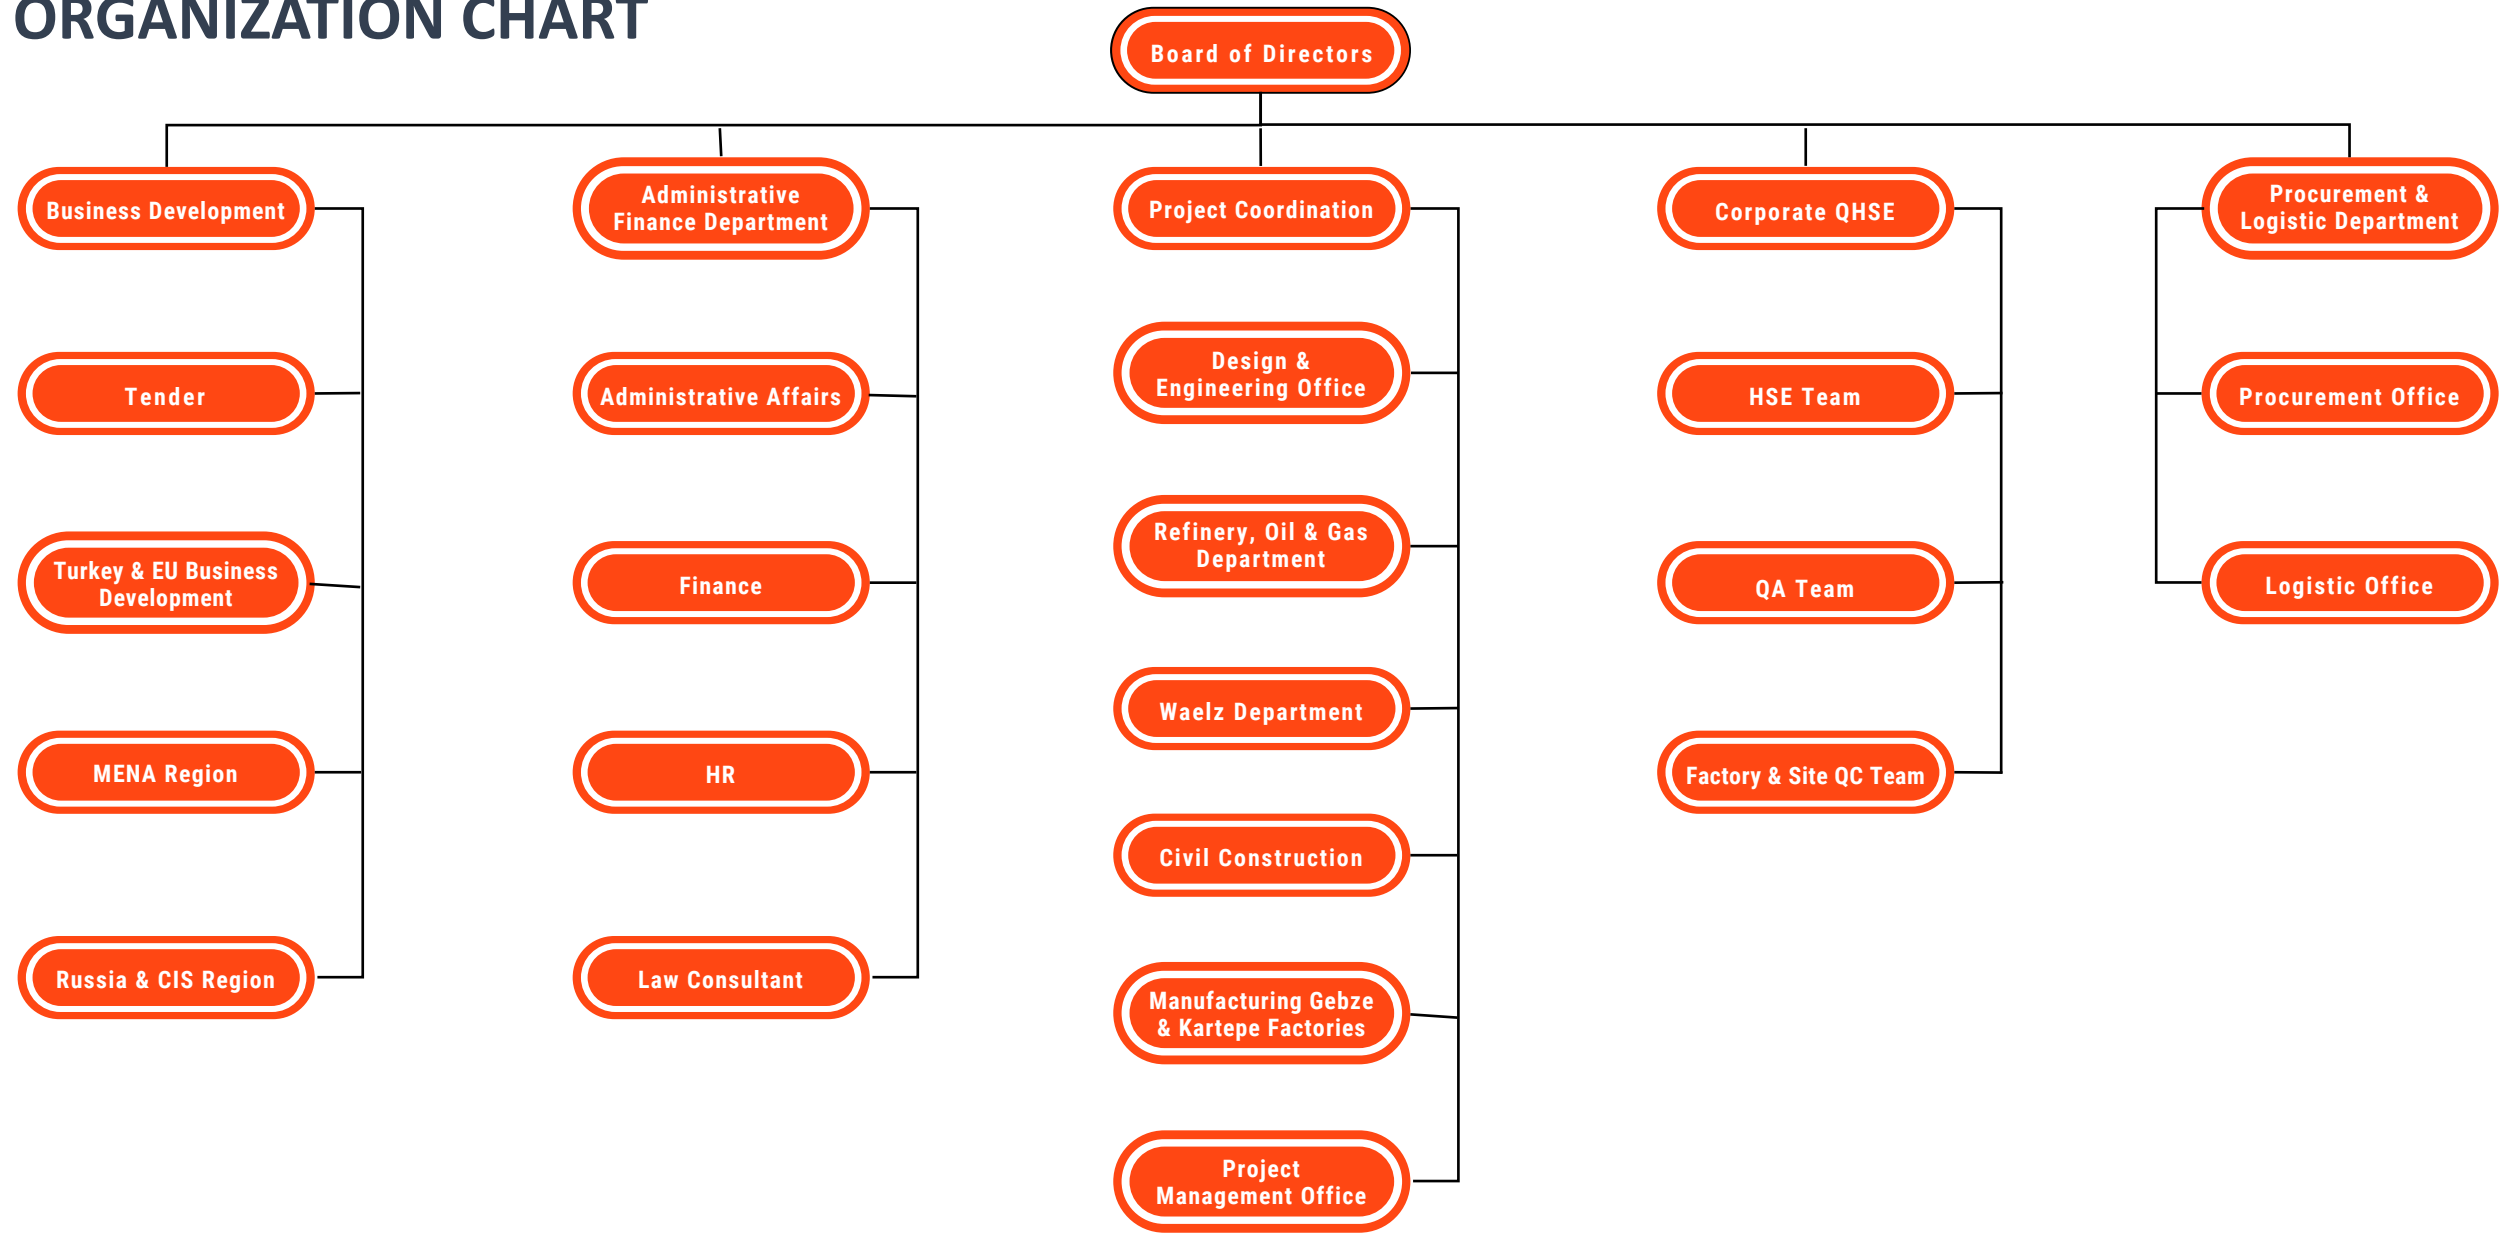 ORGANIZATION CHART
Board of Directors
Business Development
Administrative
Finance Department
Project Coordination
Corporate QHSE
Procurement &
Logistic Department
Tender
Administrative Affairs
Design &
Engineering Office
HSE Team
Procurement Office
Turkey & EU Business
Development
Finance
Refinery, Oil & Gas
Department
QA Team
Logistic Office
MENA Region
HR
Waelz Department
Factory & Site QC Team
Civil Construction
Russia & CIS Region
Law Consultant
Manufacturing Gebze
& Kartepe Factories
Project
Management Office